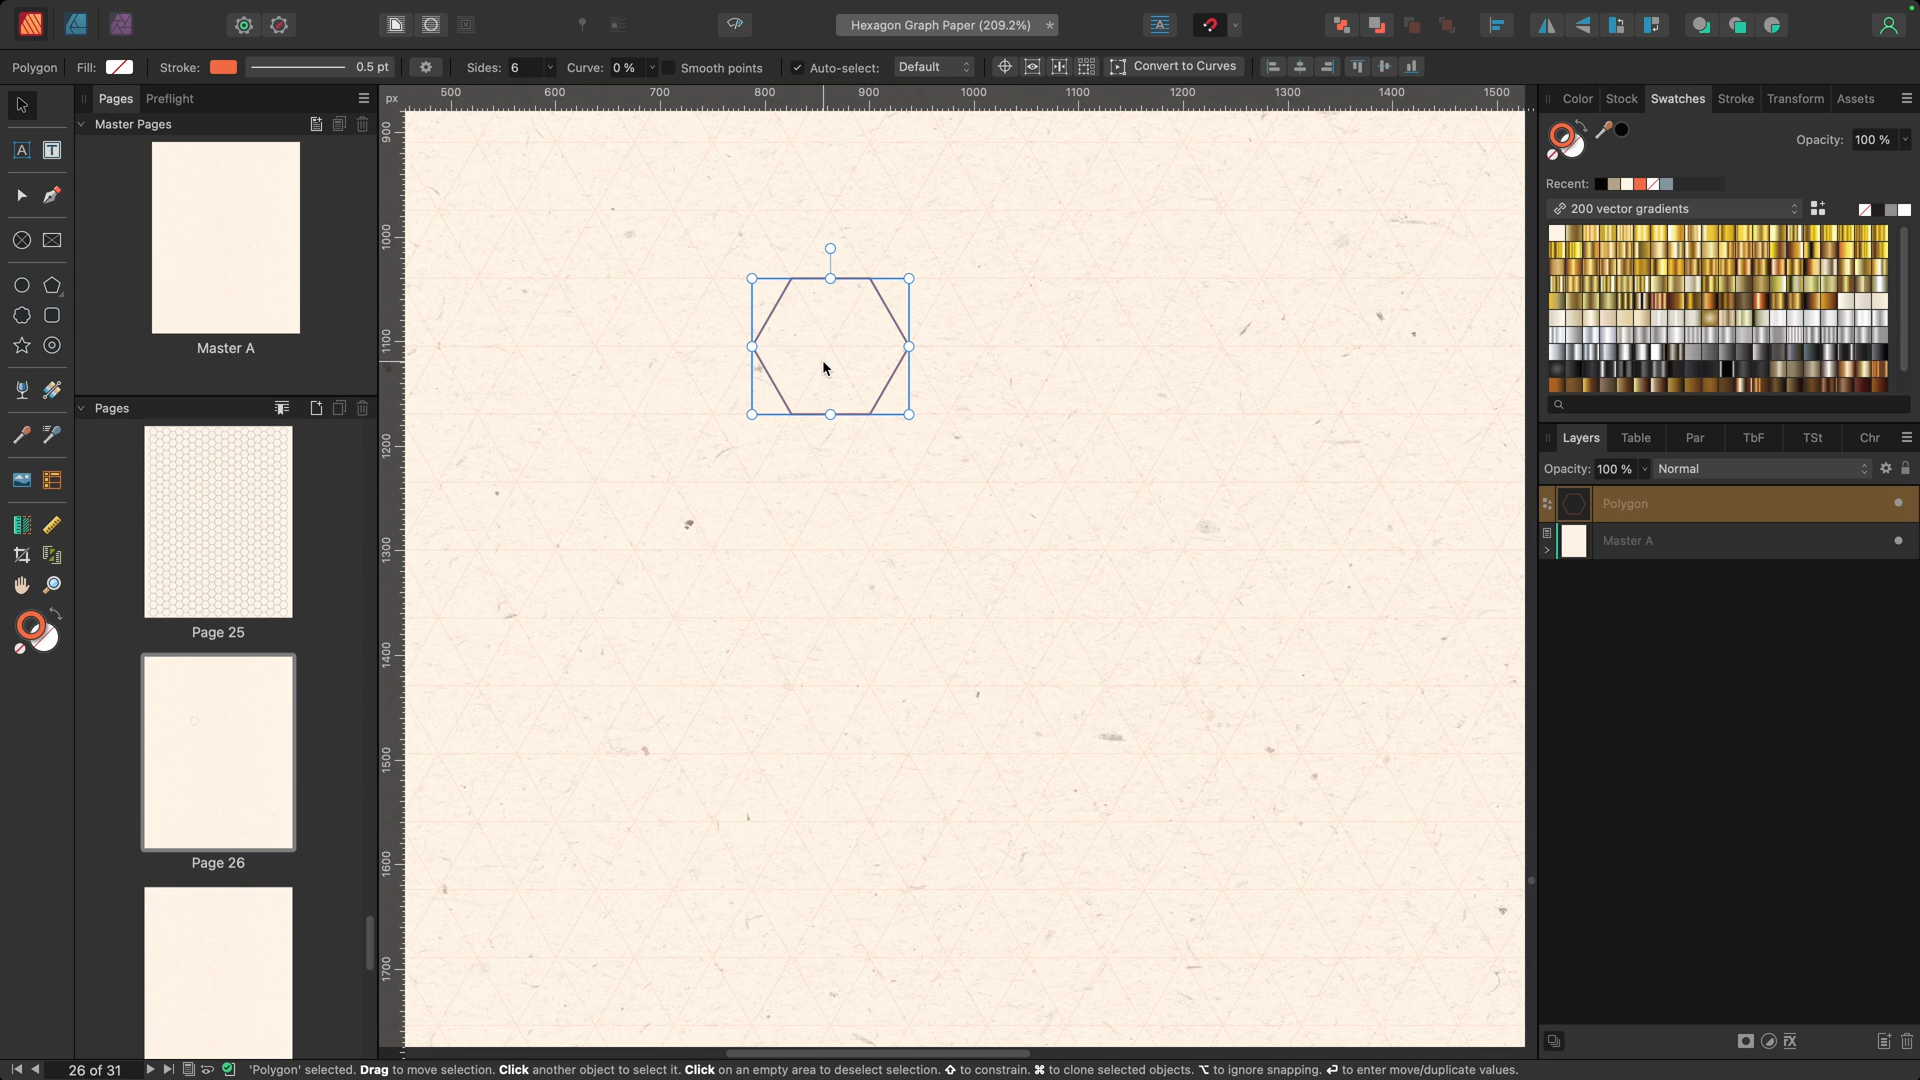 Hexagon Graph Paper (209.2%) *
Polygon Fill: Stroke: 0.5 pt Sides: 6 Curve: 0 % Smooth points Auto-select: Default Convert to Curves
Pages Preflight
px 500 600 700 800 900 1000 1100 1200 1300 1400 1500
Color Stock Swatches Stroke Transform Assets
Master Pages
900
Opacity: 100 %
Recent:
200 vector gradients
1000
Master A
1100
Pages
1200
Layers Table Par TbF TSt Chr
Opacity: 100 % Normal
Polygon
Master A
1300
Page 25
1400
1500
Page 26
1600
1700
26 of 31 'Polygon' selected. Drag to move selection. Click another object to select it. Click on an empty area to deselect selection. ⇧ to constrain. ⌘ to clone selected objects. ⌥ to ignore snapping. ↵ to enter move/duplicate values.